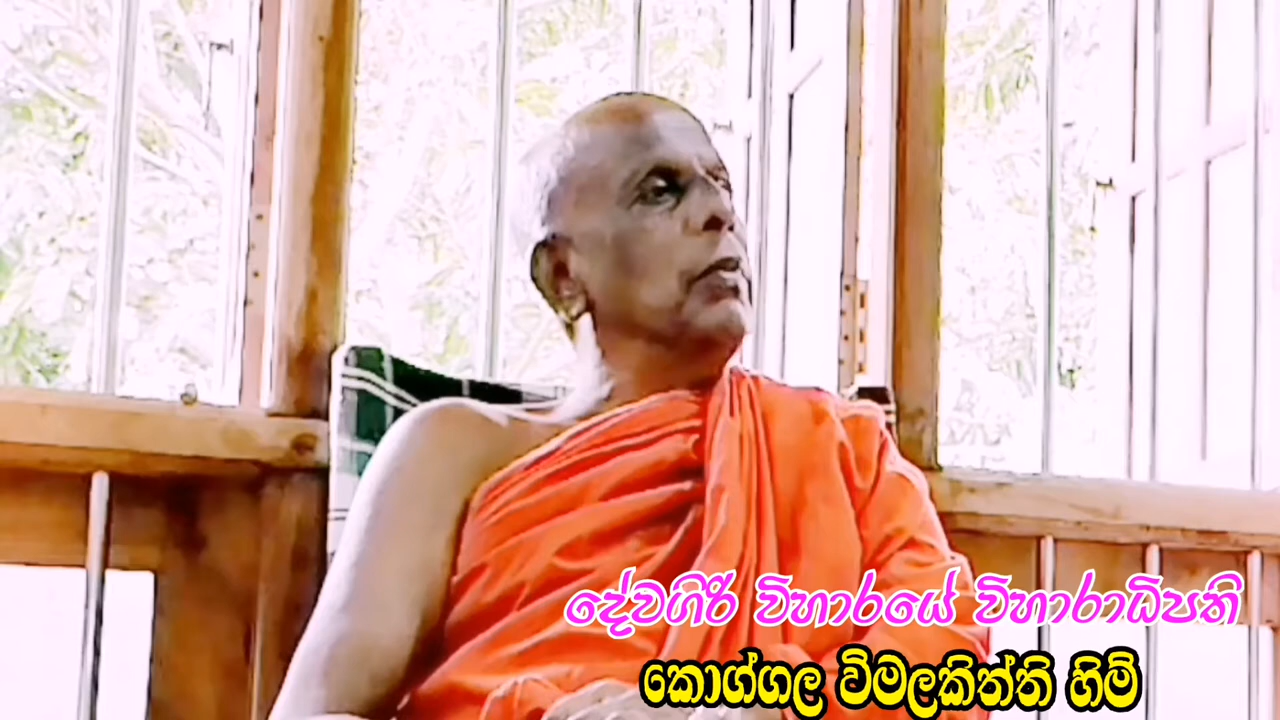 දේවගිරි විහාරයේ විහාරාධිපති
කොග්ගල විමලකිත්ති හිමි